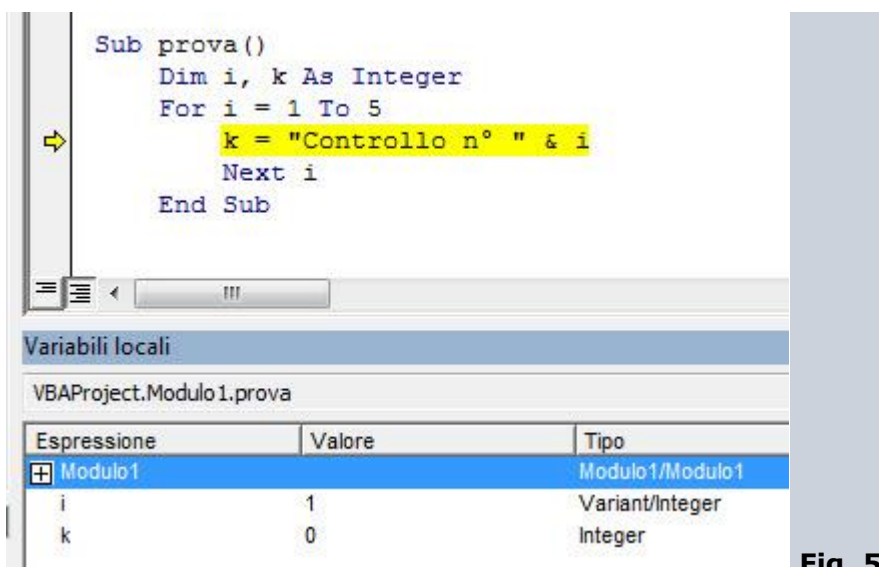 Sub prova()
Dim i, k As Integer
For i = 1 To 5
k = "Controllo n° " & i
Next i
End Sub
Variabili locali
VBAProject.Modulo1.prova
Espressione Valore Tipo
Modulo1 Modulo1/Modulo1
i 1 Variant/Integer
k 0 Integer
Fig. 5